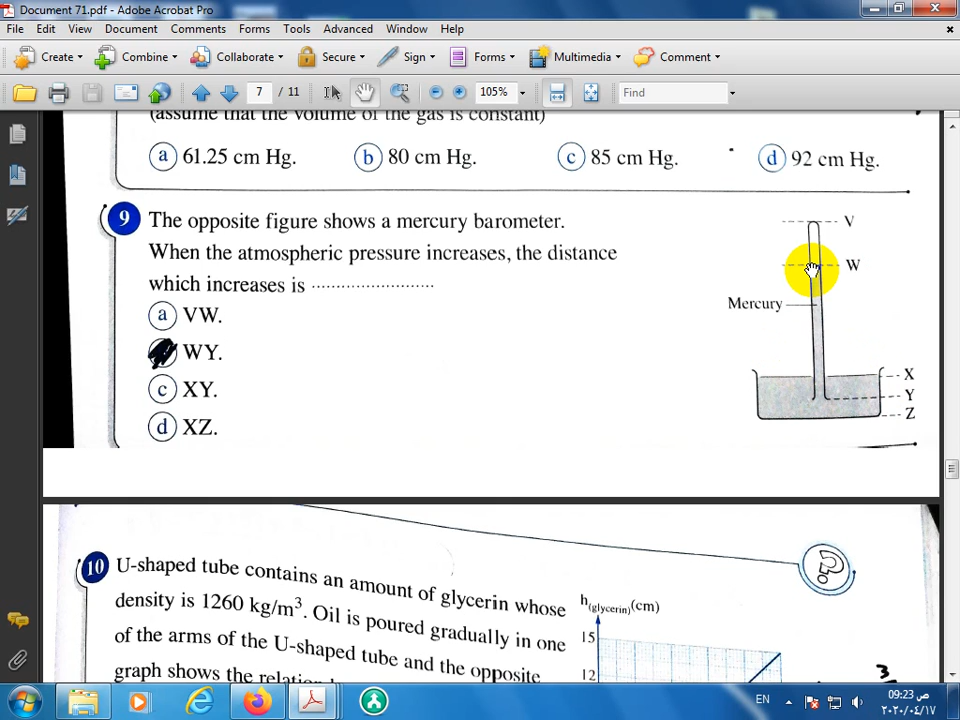 Document 71.pdf - Adobe Acrobat Pro
File Edit View Document Comments Forms Tools Advanced Window Help
Create Combine Collaborate Secure Sign Forms Multimedia Comment
7 / 11 105% Find
(assume that the volume of the gas is constant)
a 61.25 cm Hg. b 80 cm Hg. c 85 cm Hg. d 92 cm Hg.
9 The opposite figure shows a mercury barometer.
When the atmospheric pressure increases, the distance
which increases is ........................
a VW.
WY.
c XY.
d XZ.
V
W
Mercury
X
Y
Z
10 U-shaped tube contains an amount of glycerin whose
density is 1260 kg/m³. Oil is poured gradually in one
of the arms of the U-shaped tube and the opposite
h(glycerin)(cm)
15
12
?
3
EN
09:23 ص
٢٠٢٠/٠٤/١٧